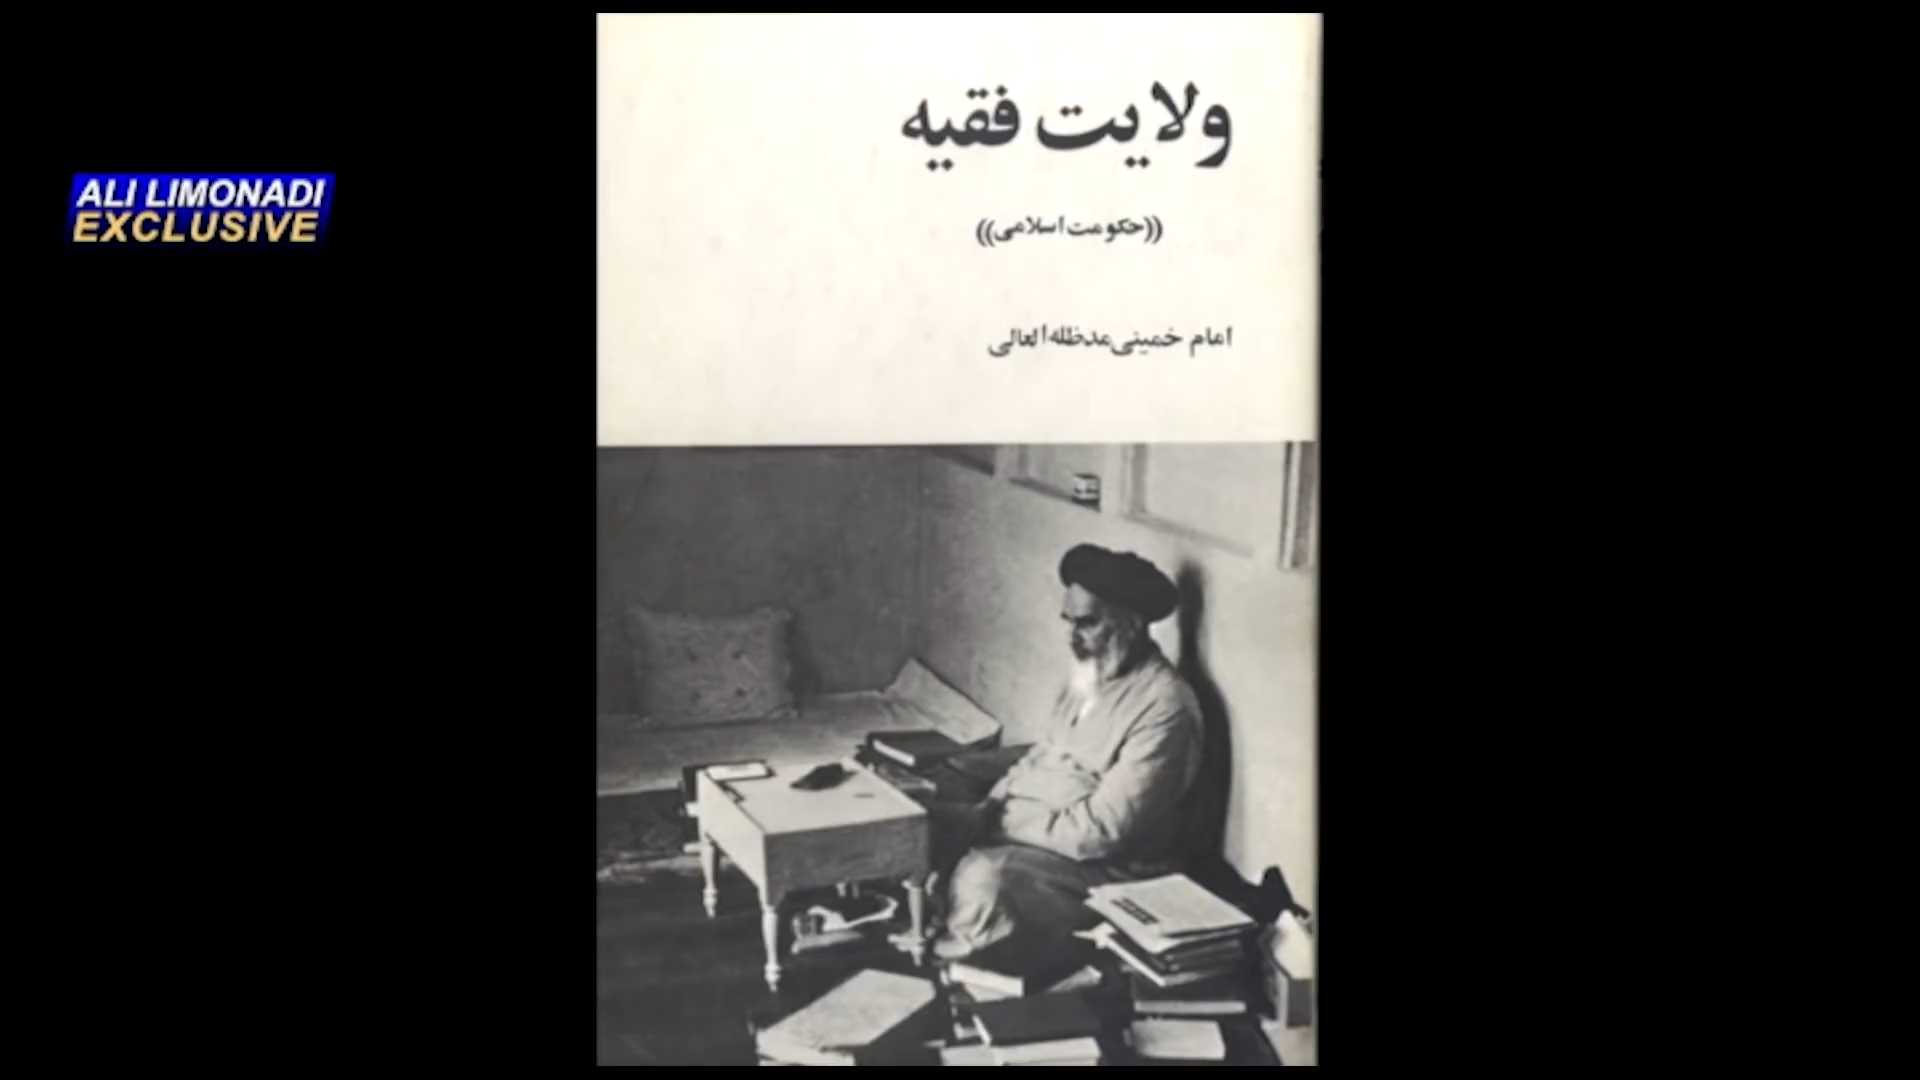 ALI LIMONADI
EXCLUSIVE
ولایت فقیه
((حکومت اسلامی))
امام خمینی مدظله العالی